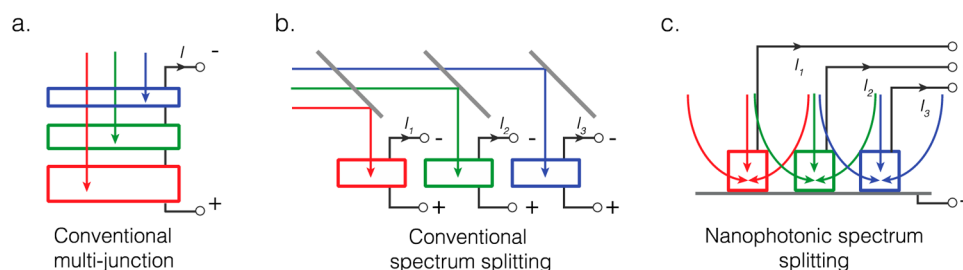 a.
I -
+
Conventional
multi-junction
b.
I1 - I2 - I3 -
+ + +
Conventional
spectrum splitting
c.
I1
I2
I3
+
Nanophotonic spectrum
splitting